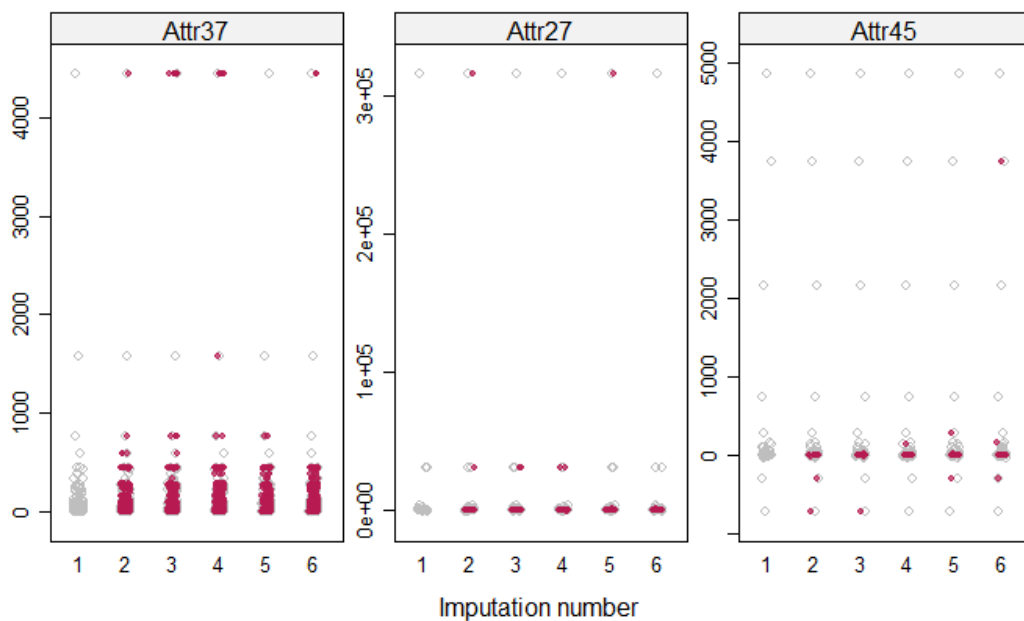 Attr37 Attr27 Attr45
4000
3000
2000
1000
0
3e+05
2e+05
1e+05
0e+00
5000
4000
3000
2000
1000
0
1 2 3 4 5 6 1 2 3 4 5 6 1 2 3 4 5 6
Imputation number